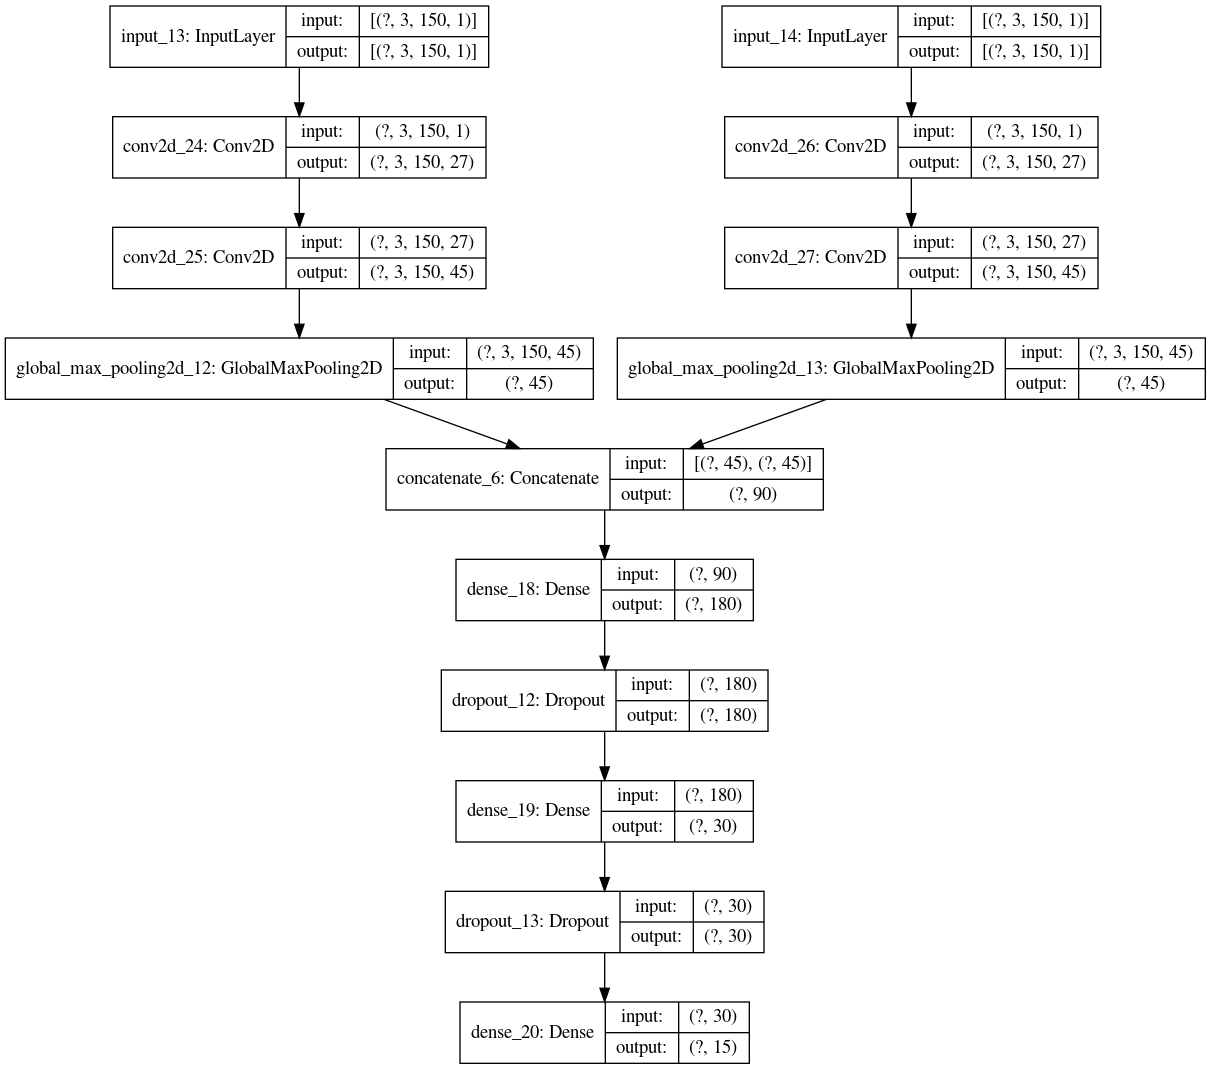 input_13: InputLayer
input: [(?, 3, 150, 1)]
output: [(?, 3, 150, 1)]
input_14: InputLayer
input: [(?, 3, 150, 1)]
output: [(?, 3, 150, 1)]
conv2d_24: Conv2D
input: (?, 3, 150, 1)
output: (?, 3, 150, 27)
conv2d_26: Conv2D
input: (?, 3, 150, 1)
output: (?, 3, 150, 27)
conv2d_25: Conv2D
input: (?, 3, 150, 27)
output: (?, 3, 150, 45)
conv2d_27: Conv2D
input: (?, 3, 150, 27)
output: (?, 3, 150, 45)
global_max_pooling2d_12: GlobalMaxPooling2D
input: (?, 3, 150, 45)
output: (?, 45)
global_max_pooling2d_13: GlobalMaxPooling2D
input: (?, 3, 150, 45)
output: (?, 45)
concatenate_6: Concatenate
input: [(?, 45), (?, 45)]
output: (?, 90)
dense_18: Dense
input: (?, 90)
output: (?, 180)
dropout_12: Dropout
input: (?, 180)
output: (?, 180)
dense_19: Dense
input: (?, 180)
output: (?, 30)
dropout_13: Dropout
input: (?, 30)
output: (?, 30)
dense_20: Dense
input: (?, 30)
output: (?, 15)